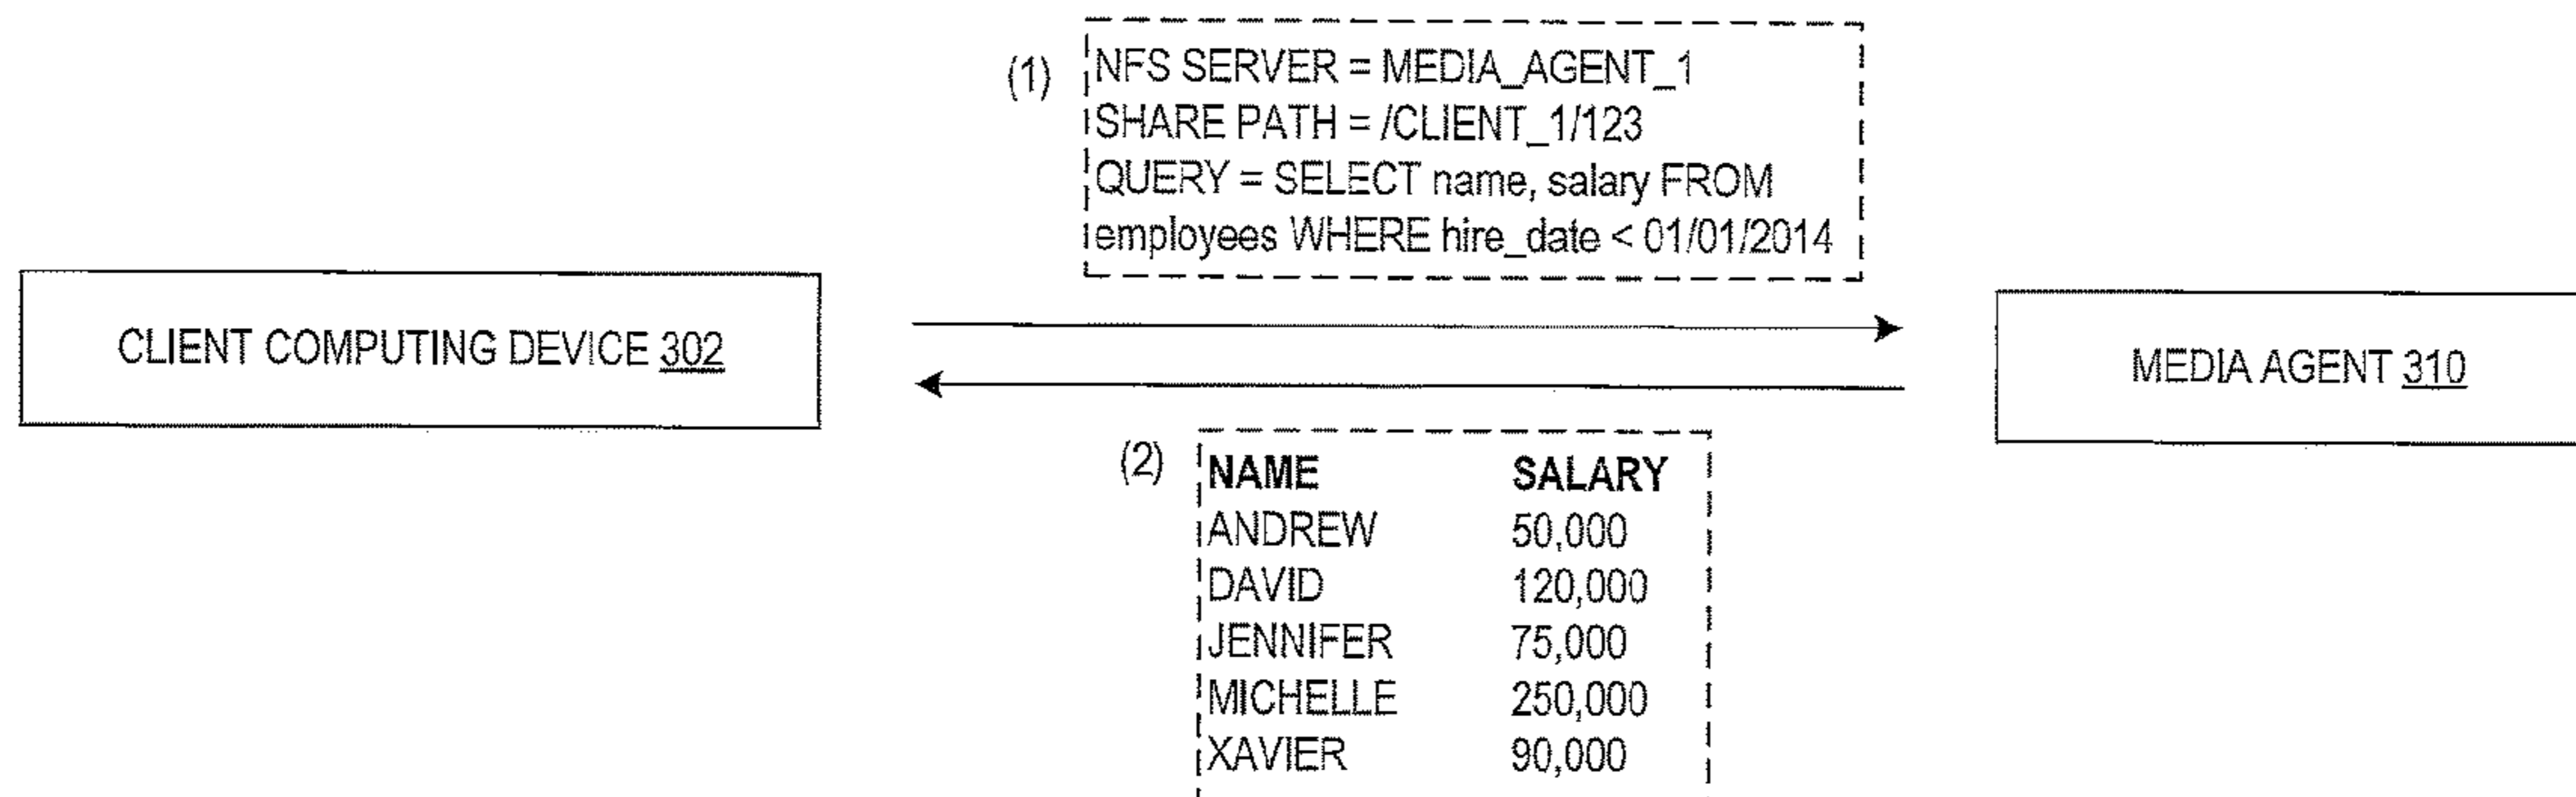 (1) NFS SERVER = MEDIA_AGENT_1
SHARE PATH = /CLIENT_1/123
QUERY = SELECT name, salary FROM
employees WHERE hire_date < 01/01/2014
CLIENT COMPUTING DEVICE 302
MEDIA AGENT 310
(2) NAME SALARY
ANDREW 50,000
DAVID 120,000
JENNIFER 75,000
MICHELLE 250,000
XAVIER 90,000